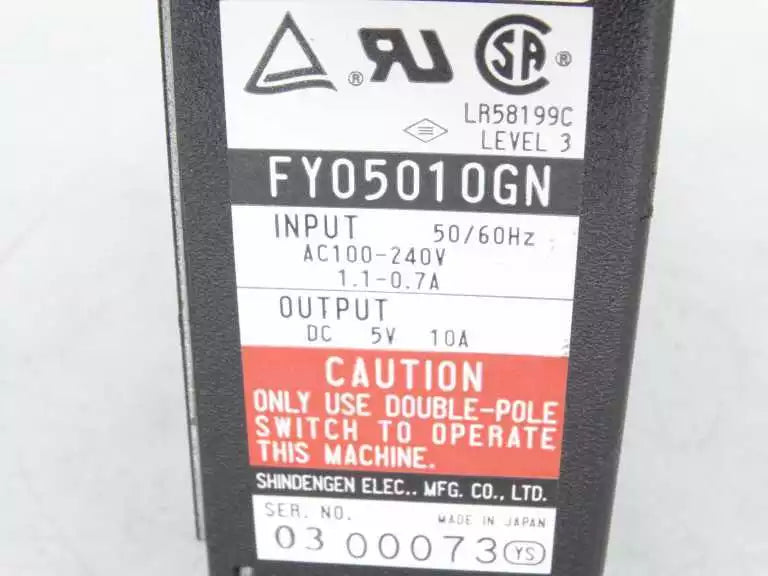 ® UR SA ®
LR58199C
LEVEL 3
FY05010GN
INPUT 50/60Hz
AC100-240V
1.1-0.7A
OUTPUT
DC 5V 10A
CAUTION
ONLY USE DOUBLE-POLE
SWITCH TO OPERATE
THIS MACHINE.
SHINDENGEN ELEC.. MFG. CO., LTD.
SER. NO. MADE IN JAPAN
03 00073 YS